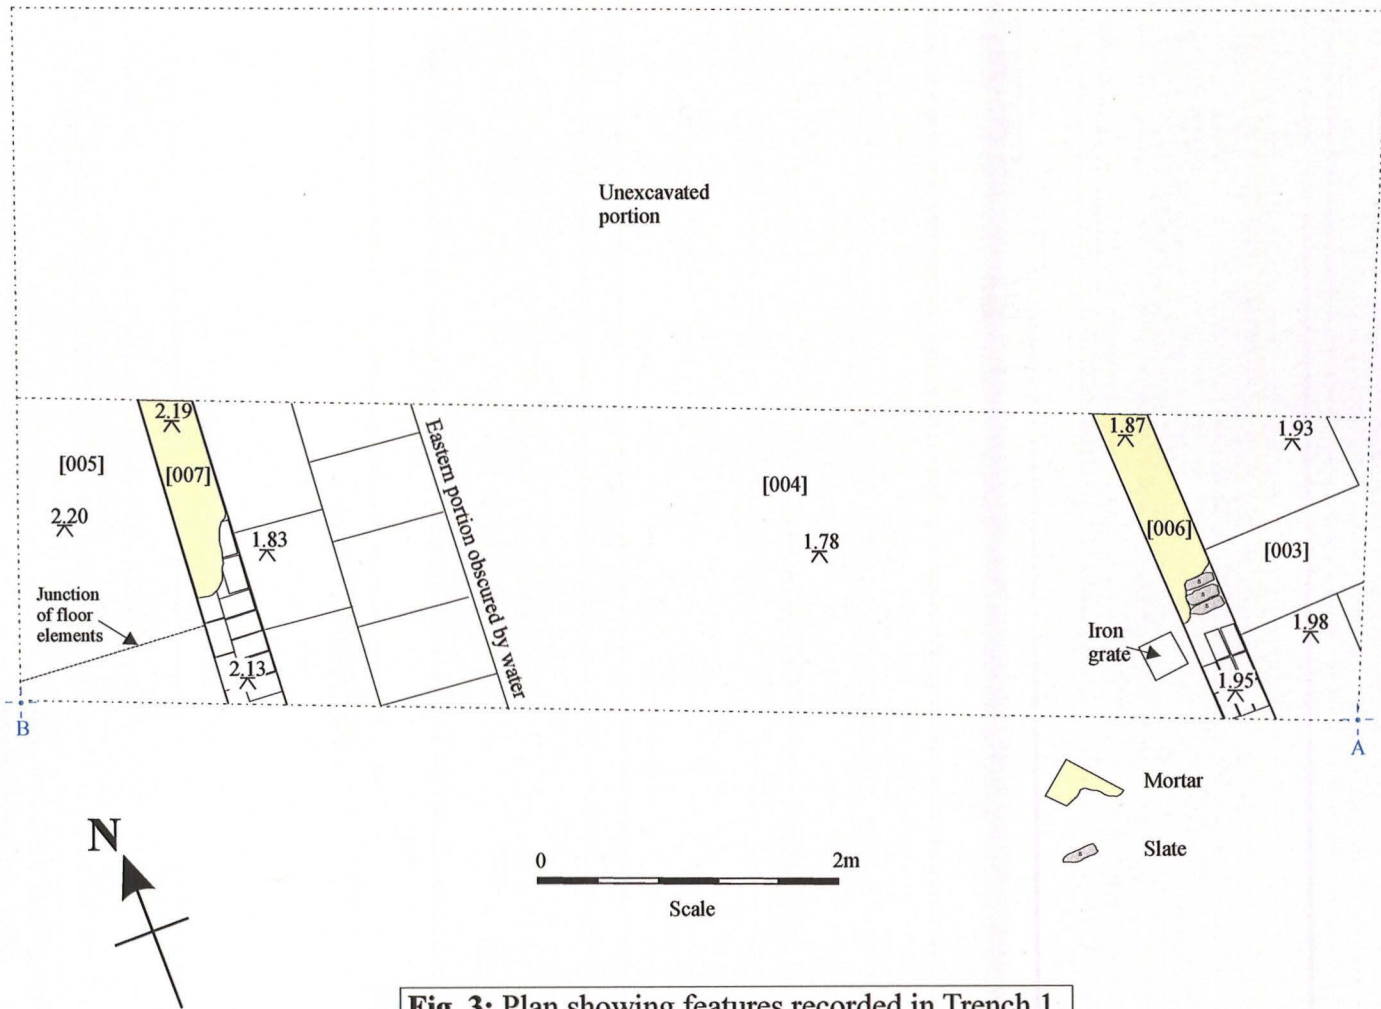 Unexcavated
portion
2.19
[005]
[007]
2.20
1.83
Junction
of floor
elements
2.13
Eastern portion obscured by water
[004]
1.78
1.87
1.93
[006]
[003]
Iron
grate
1.98
1.95
B
A
Mortar
Slate
N
0 2m
Scale
Fig. 3: Plan showing features recorded in Trench 1